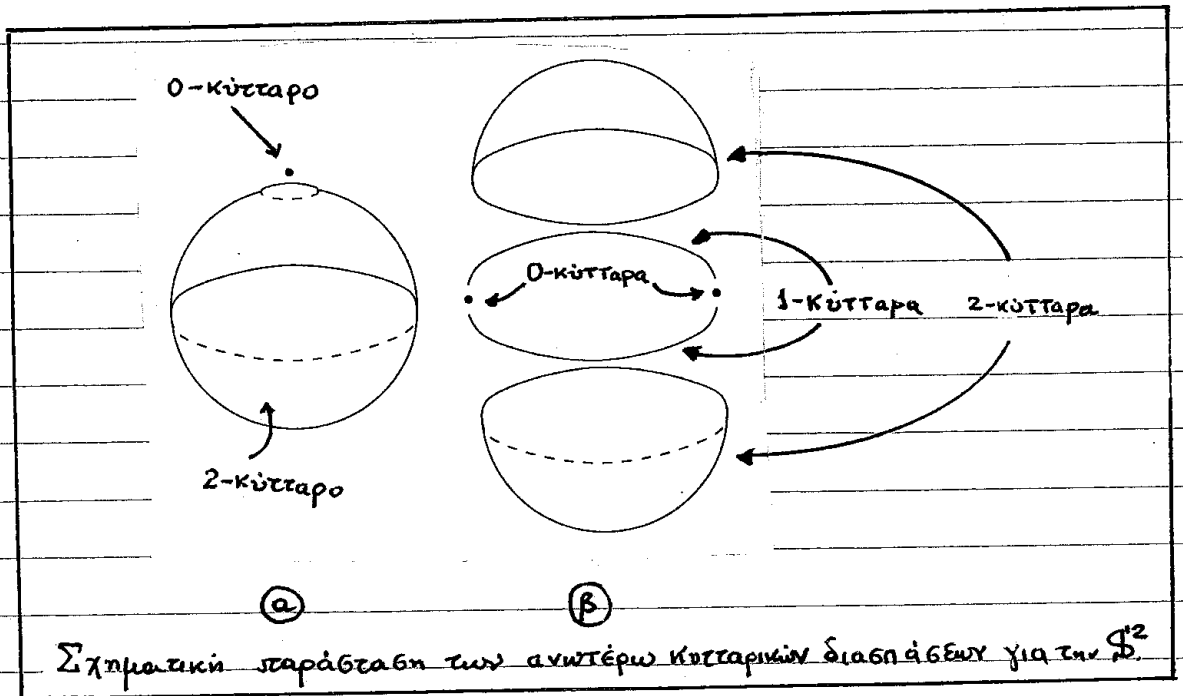 0-κύτταρο
0-κύτταρα
1-κύτταρα
2-κύτταρα
2-κύτταρο
α
β
Σχηματική παράσταση των ανωτέρω κυτταρικών διασπάσεων για την 𝕊².